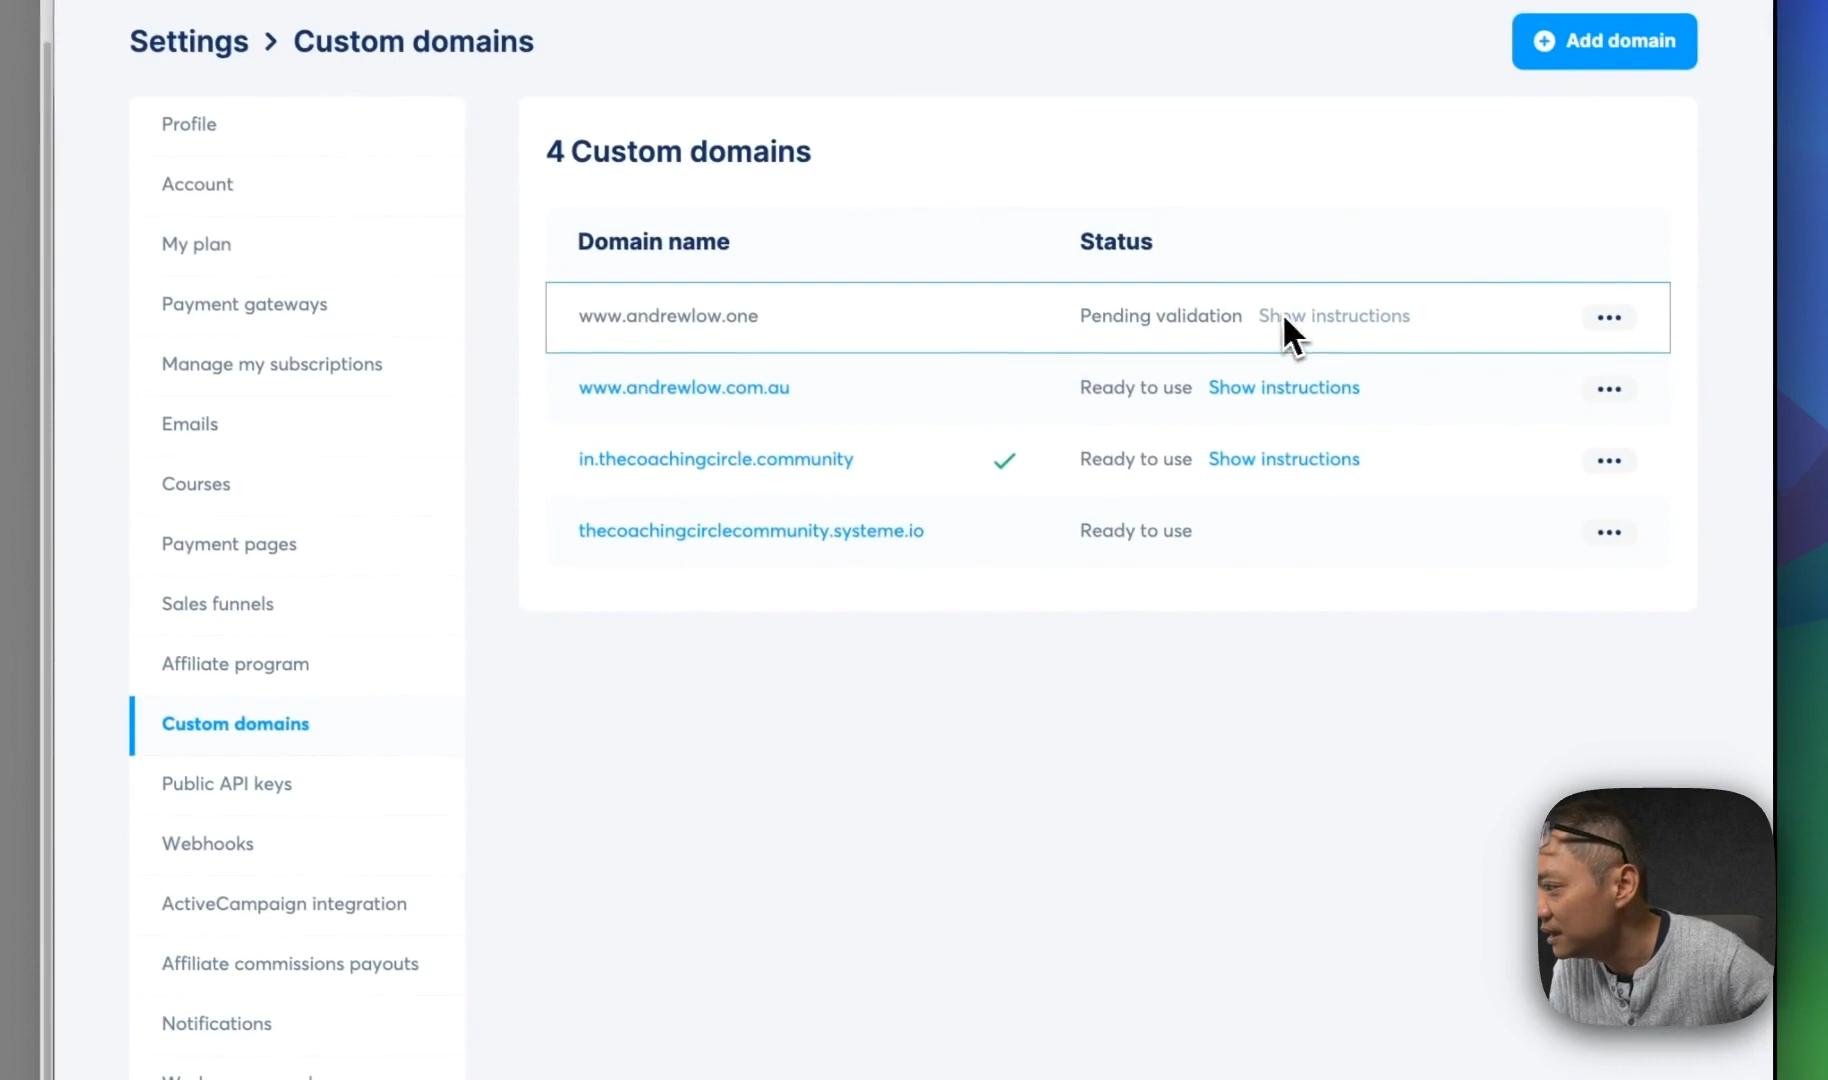 Settings > Custom domains
Add domain
Profile
Account
My plan
Payment gateways
Manage my subscriptions
Emails
Courses
Payment pages
Sales funnels
Affiliate program
Custom domains
Public API keys
Webhooks
ActiveCampaign integration
Affiliate commissions payouts
Notifications
4 Custom domains
Domain name Status
www.andrewlow.one Pending validation Show instructions
www.andrewlow.com.au Ready to use Show instructions
in.thecoachingcircle.community Ready to use Show instructions
thecoachingcirclecommunity.systeme.io Ready to use